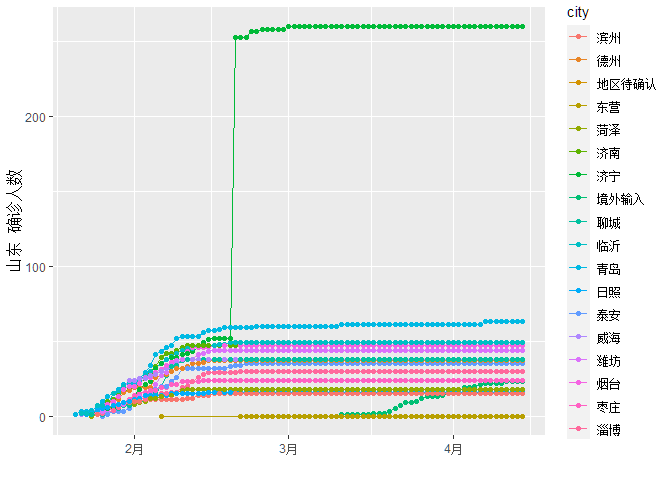 山东 确诊人数
200
100
0
2月
3月
4月
city
滨州
德州
地区待确认
东营
菏泽
济南
济宁
境外输入
聊城
临沂
青岛
日照
泰安
威海
潍坊
烟台
枣庄
淄博